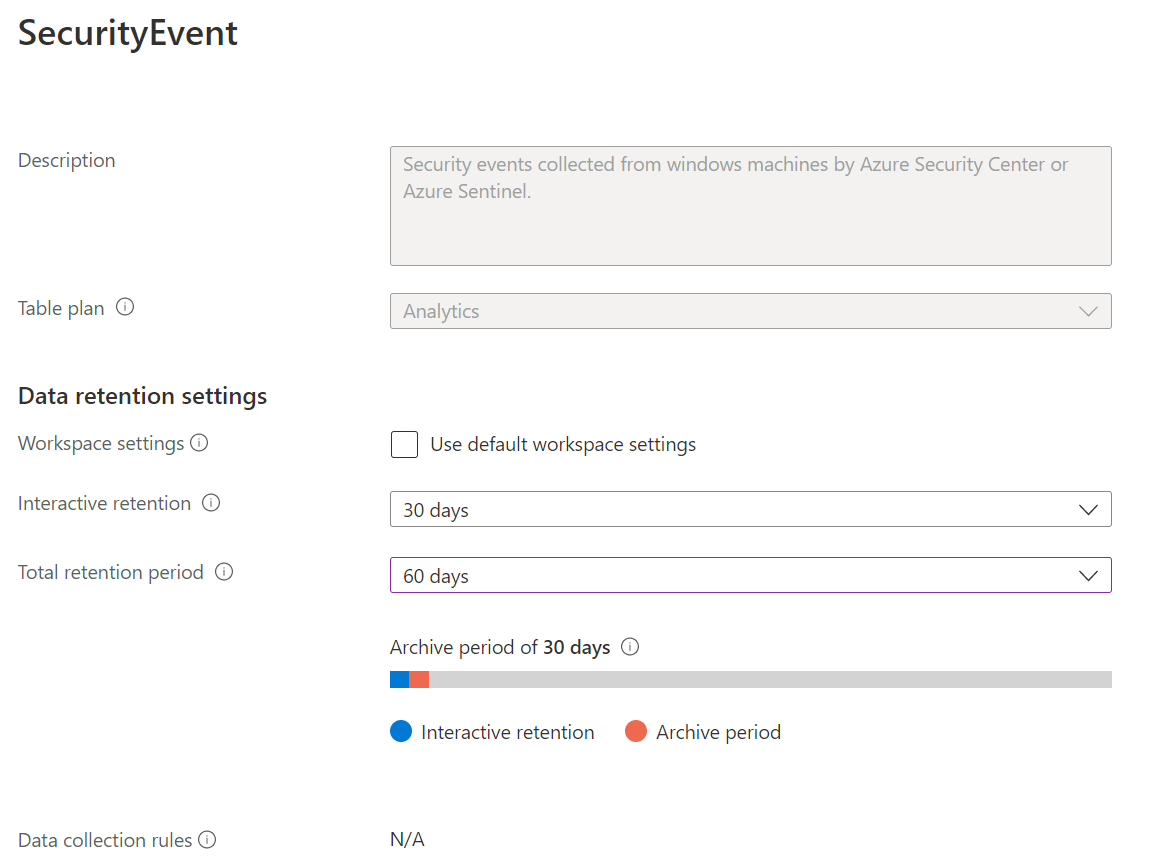 SecurityEvent
Description
Security events collected from windows machines by Azure Security Center or
Azure Sentinel.
Table plan
Analytics
Data retention settings
Workspace settings
Use default workspace settings
Interactive retention
30 days
Total retention period
60 days
Archive period of 30 days
Interactive retention
Archive period
Data collection rules
N/A